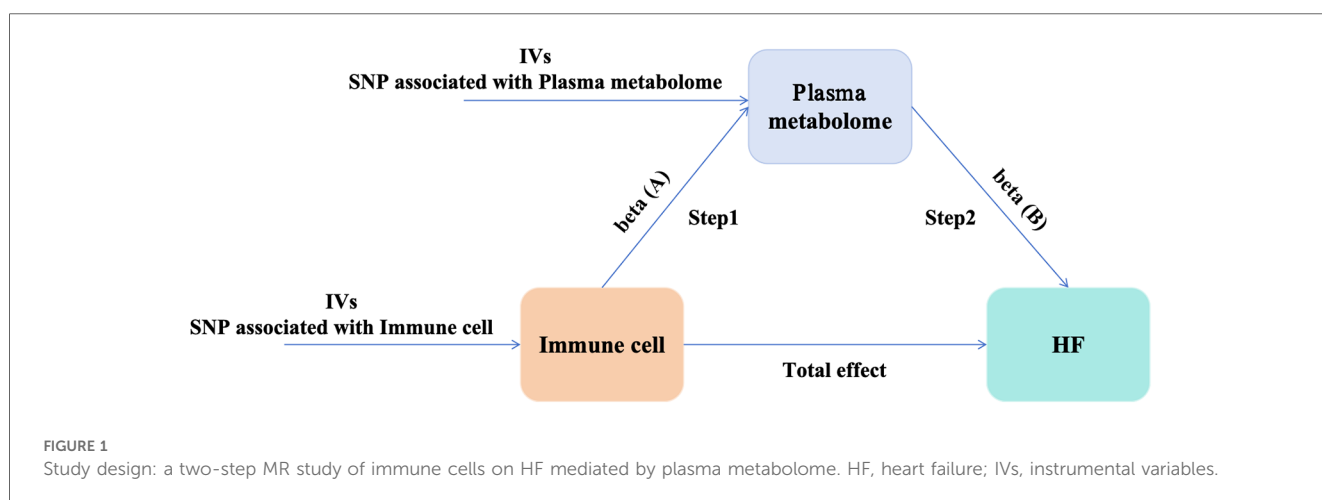 IVs
SNP associated with Plasma metabolome
Plasma
metabolome
beta (A)
Step1
Step2
beta (B)
IVs
SNP associated with Immune cell
Immune cell
Total effect
HF
FIGURE 1
Study design: a two-step MR study of immune cells on HF mediated by plasma metabolome. HF, heart failure; IVs, instrumental variables.